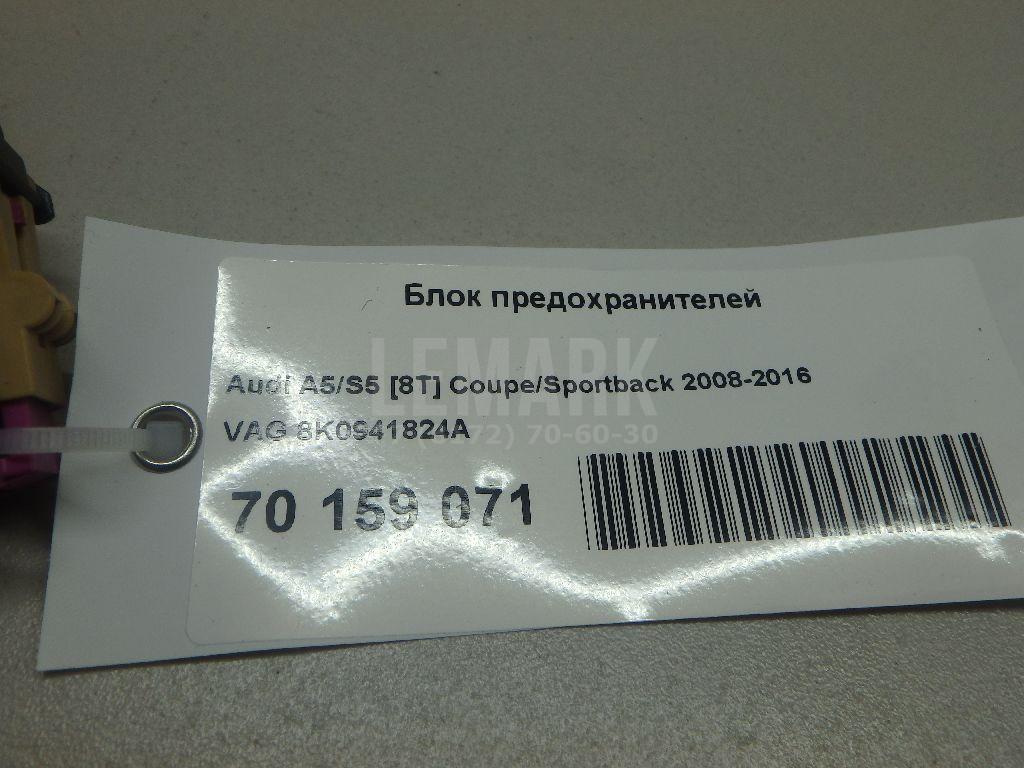 Блок предохранителей
LEMARK
Audi A5/S5 [8T] Coupe/Sportback 2008-2016
VAG 8K0941824A
72) 70-60-30
70 159 071